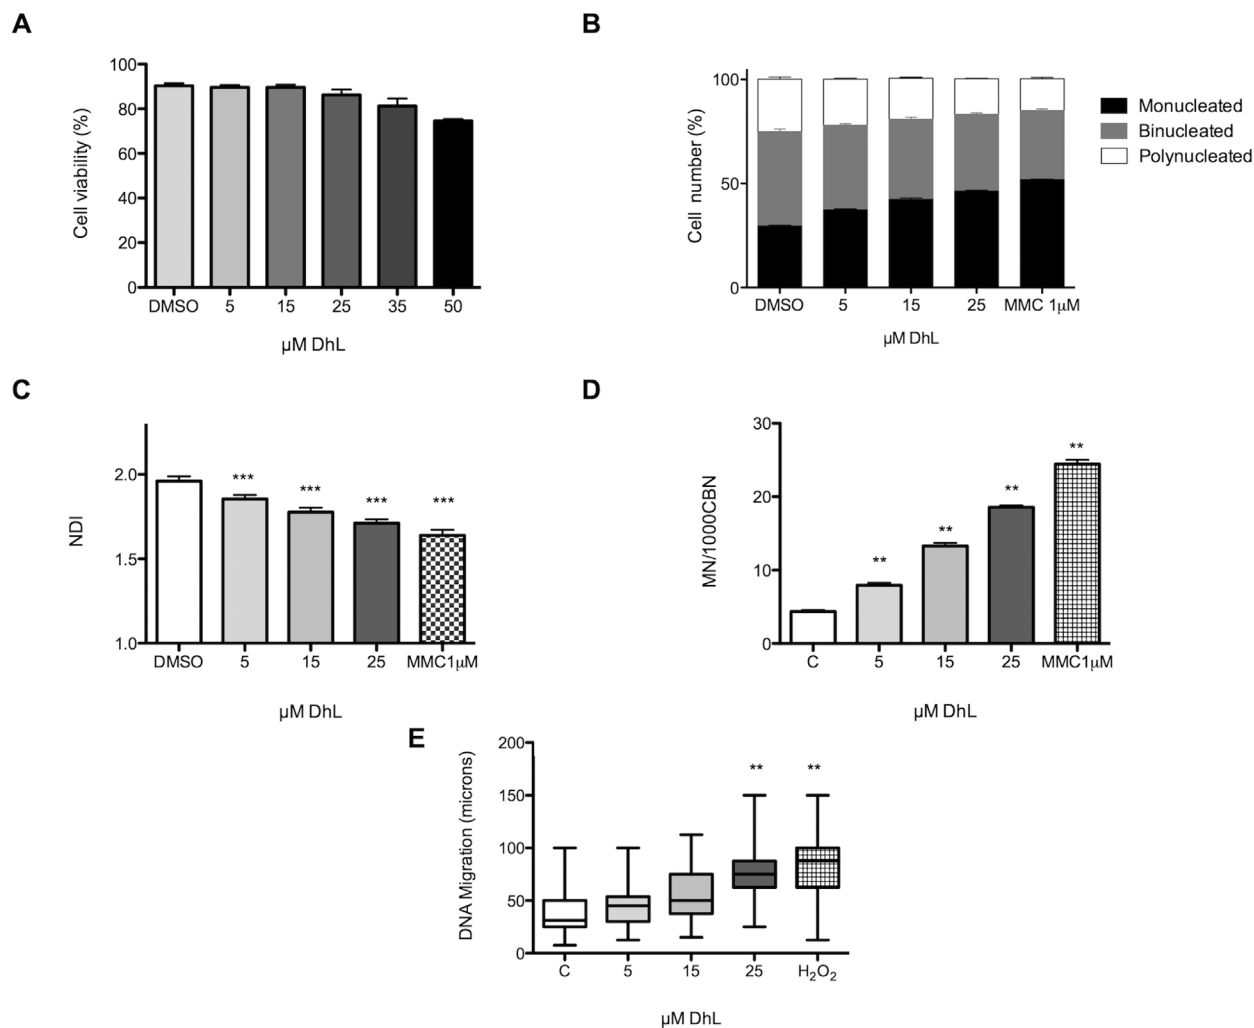 A
100
80
60
40
20
0
Cell viability (%)
DMSO 5 15 25 35 50
µM DhL
B
100
50
0
Cell number (%)
DMSO 5 15 25 MMC 1µM
µM DhL
Monucleated
Binucleated
Polynucleated
C
2.0
1.5
1.0
NDI
*** *** *** ***
DMSO 5 15 25 MMC1µM
µM DhL
D
30
20
10
0
MN/1000CBN
** ** ** **
C 5 15 25 MMC1µM
µM DhL
E
200
150
100
50
0
DNA Migration (microns)
** **
C 5 15 25 H₂O₂
µM DhL